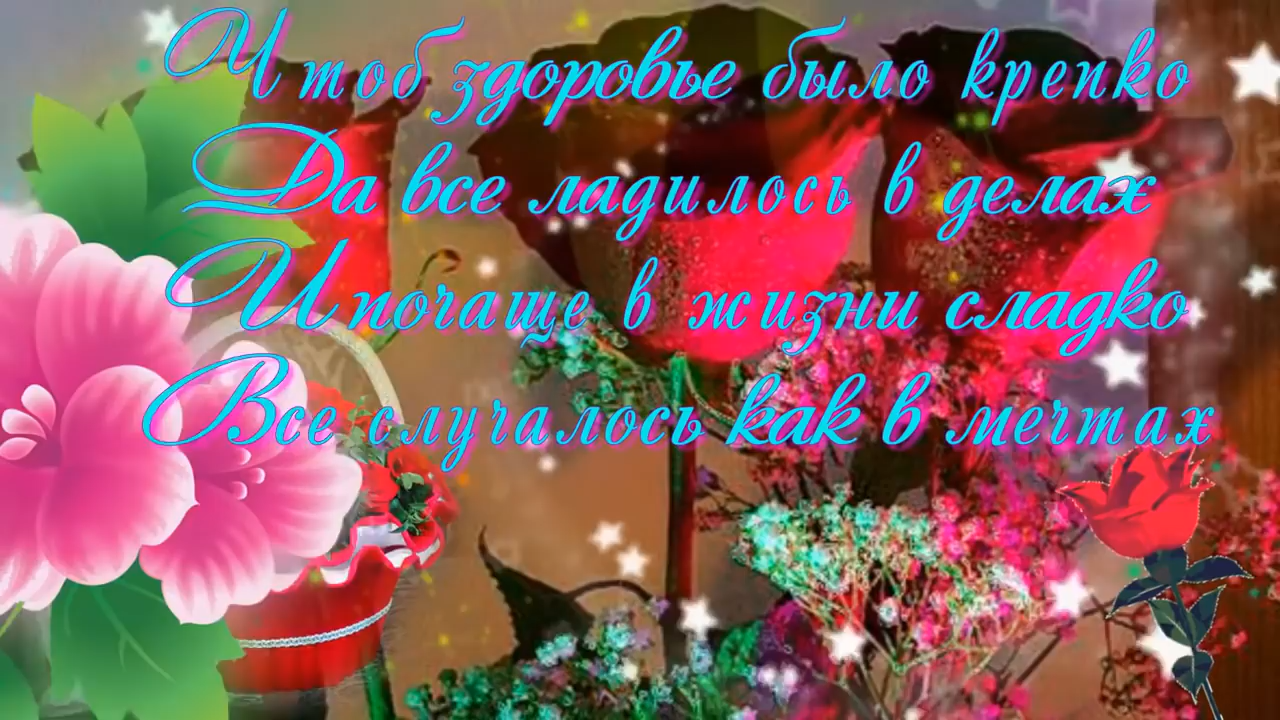 Чтоб здоровье было крепко
Да все ладилось в делах
И почаще в жизни сладко
Все случалось как в мечтах